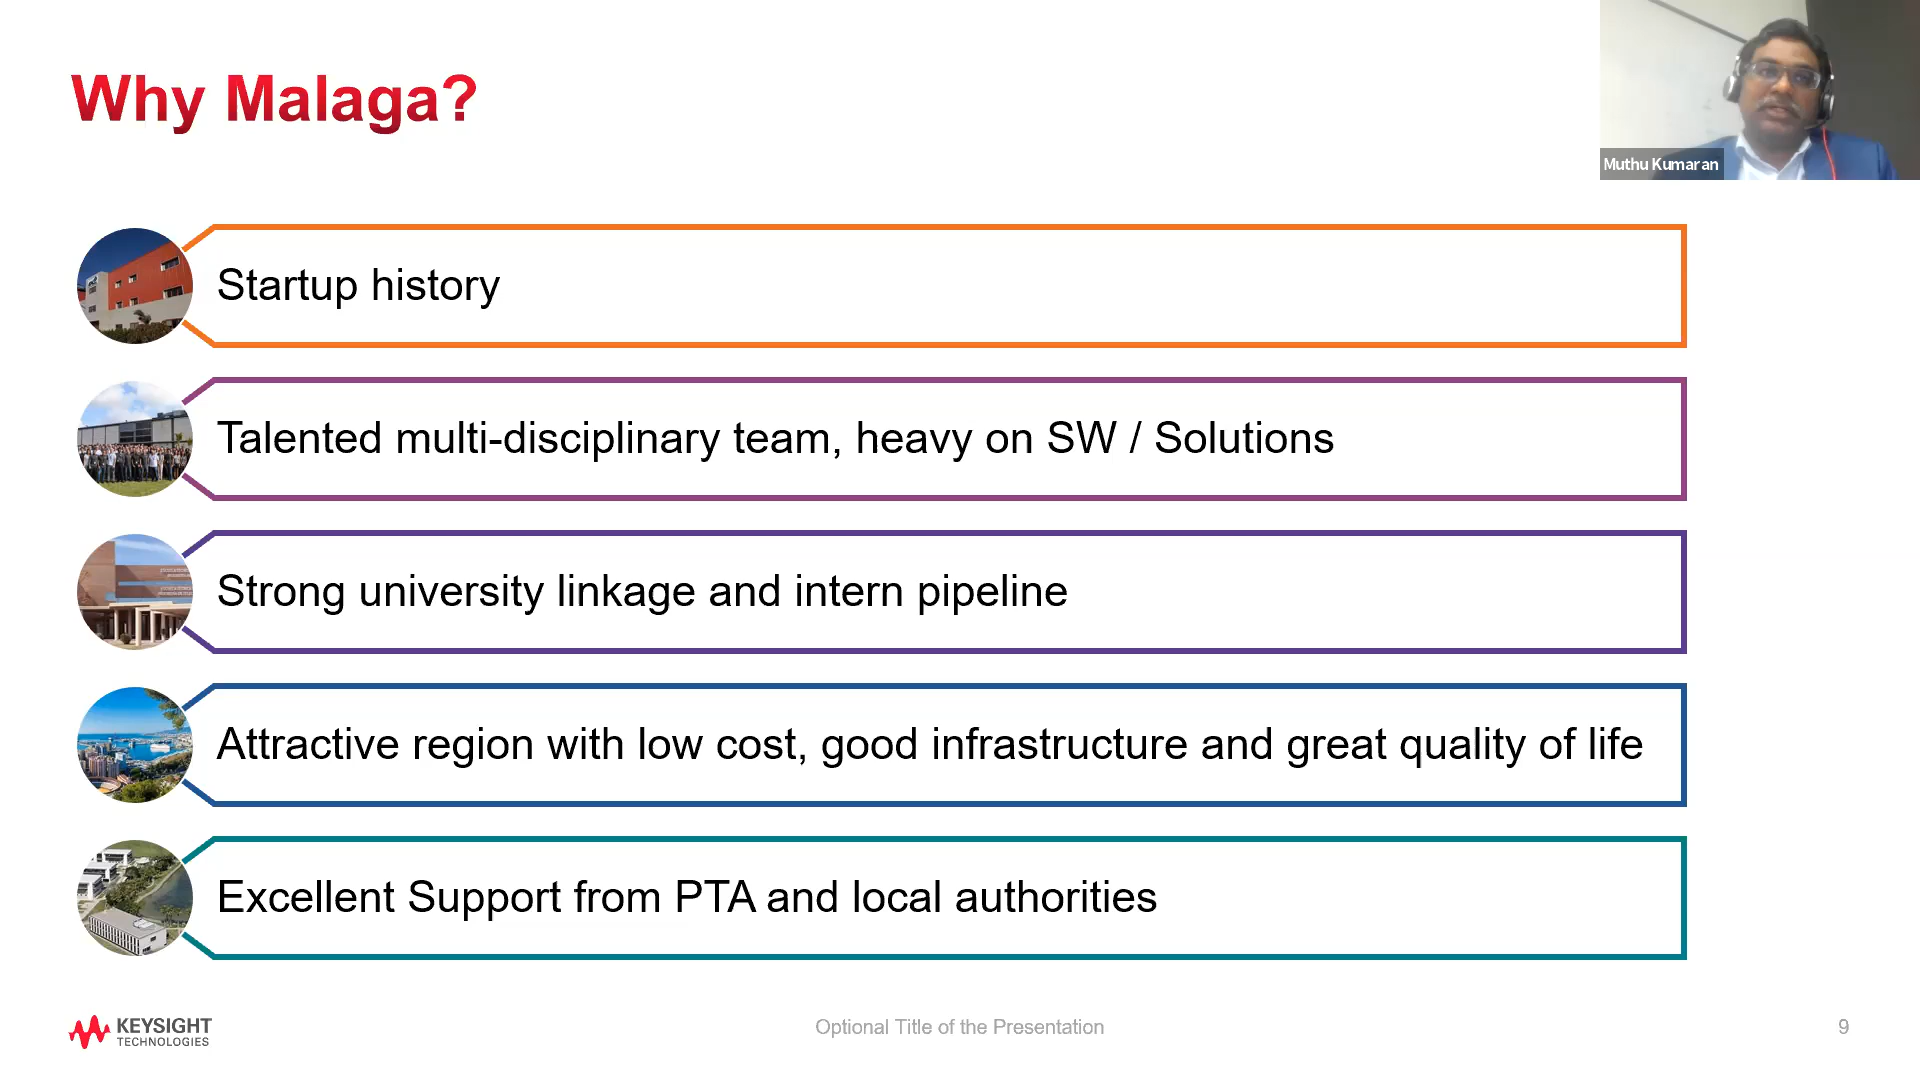 Why Malaga?
Muthu Kumaran
Startup history
Talented multi-disciplinary team, heavy on SW / Solutions
Strong university linkage and intern pipeline
Attractive region with low cost, good infrastructure and great quality of life
Excellent Support from PTA and local authorities
KEYSIGHT
TECHNOLOGIES
Optional Title of the Presentation
9